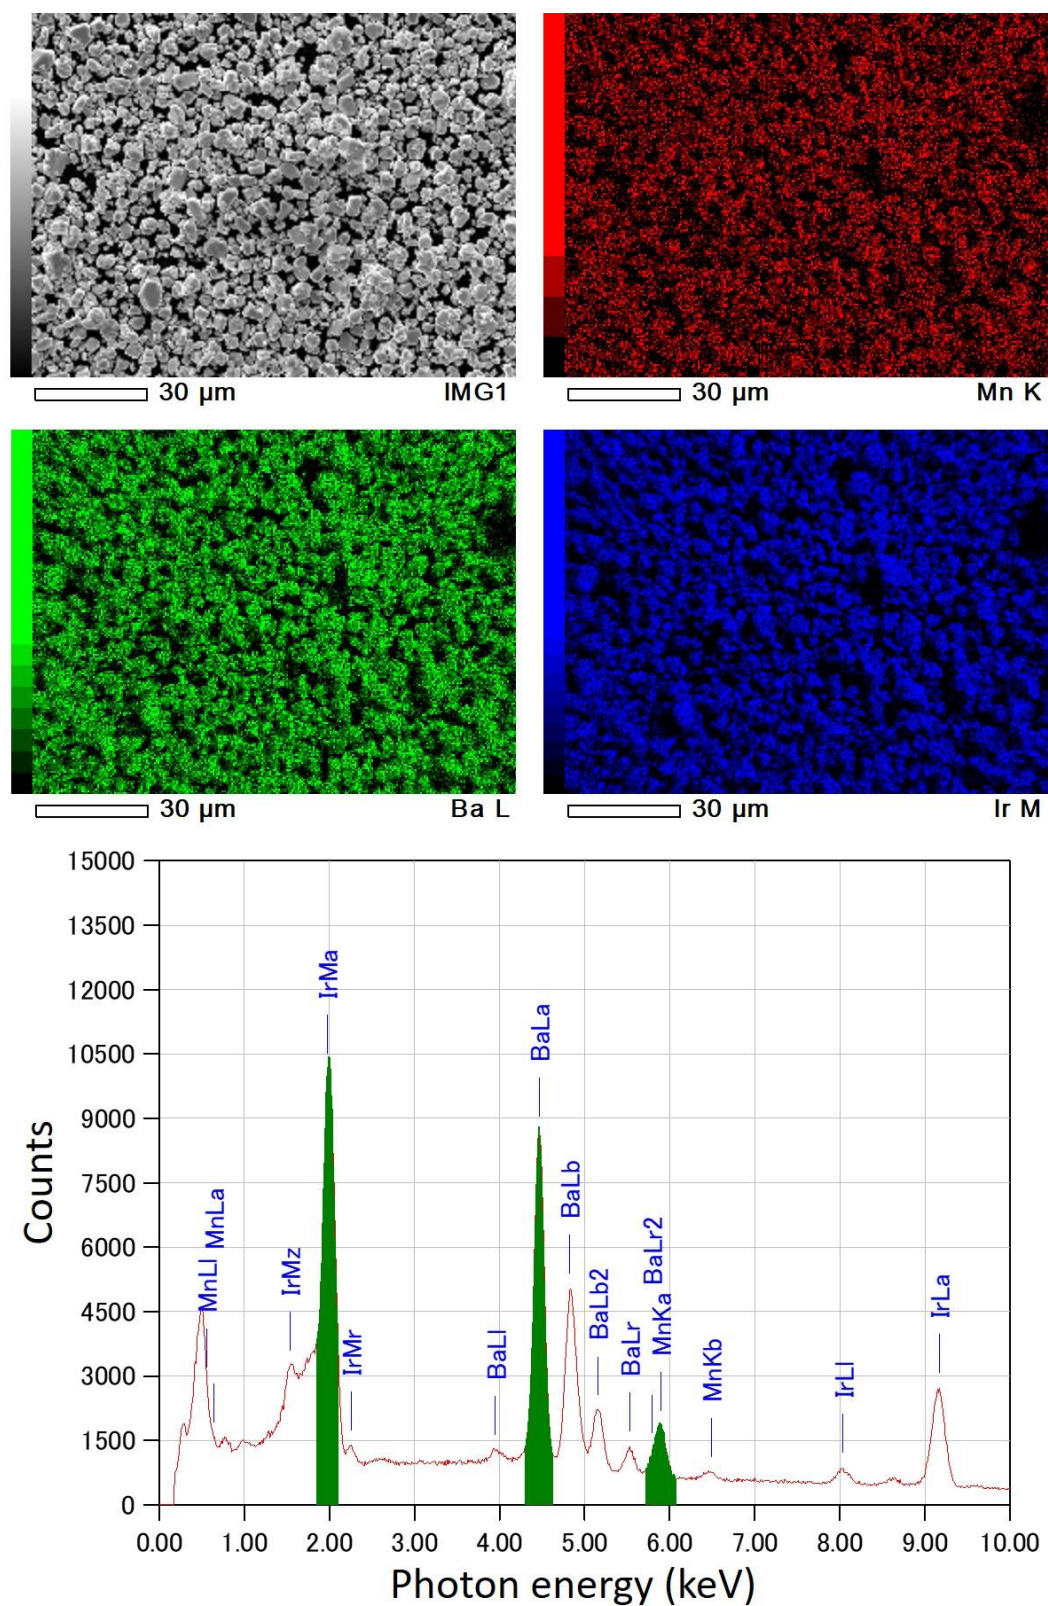 30 µm IMG1
30 µm Mn K
30 µm Ba L
30 µm Ir M
15000
13500
12000
10500
9000
7500
6000
4500
3000
1500
0
Counts
MnLl
MnLa
IrMz
IrMa
IrMr
BaLl
BaLa
BaLb
BaLb2
BaLr
BaLr2
MnKa
MnKb
IrLl
IrLa
0.00 1.00 2.00 3.00 4.00 5.00 6.00 7.00 8.00 9.00 10.00
Photon energy (keV)